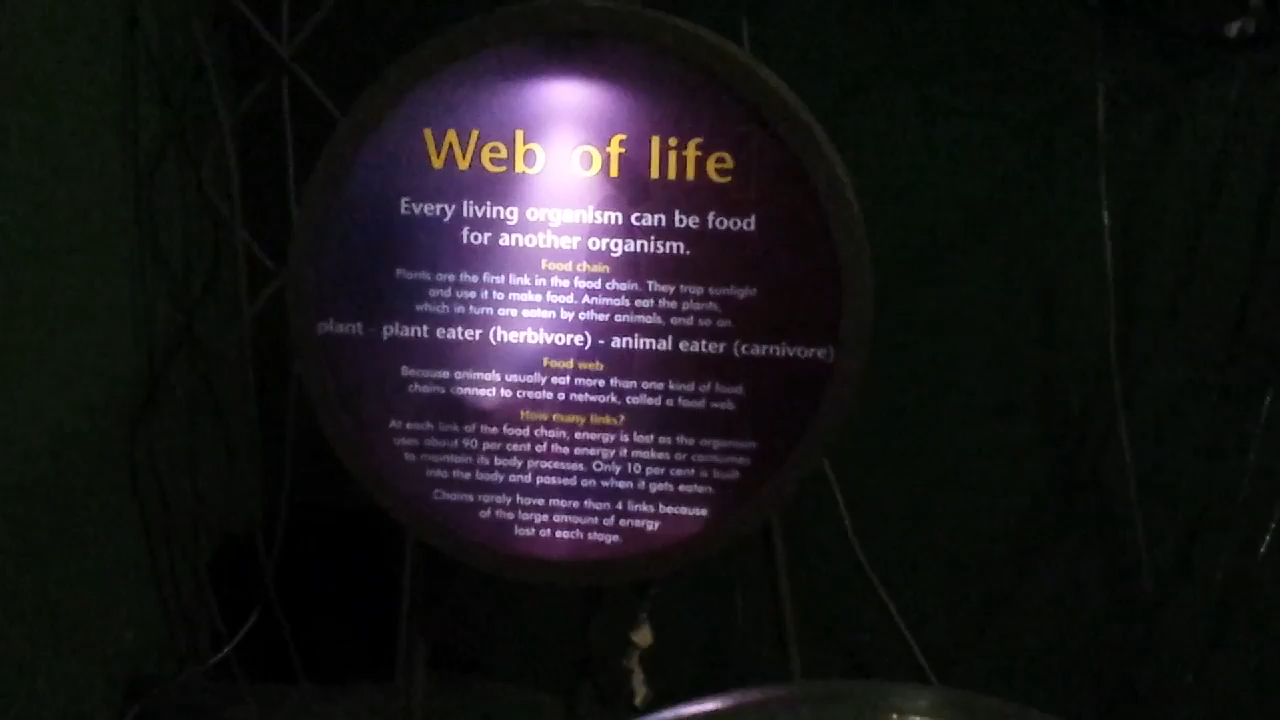 Web of life
Every living organism can be food
for another organism.
Food chain
Plants are the first link in the food chain. They trap sunlight
and use it to make food. Animals eat the plants,
which in turn are eaten by other animals, and so on.
plant - plant eater (herbivore) - animal eater (carnivore)
Food web
Because animals usually eat more than one kind of food,
chains connect to create a network, called a food web.
How many links?
At each link of the food chain, energy is lost as the organism
uses about 90 per cent of the energy it makes or consumes
to maintain its body processes. Only 10 per cent is built
into the body and passed on when it gets eaten.
Chains rarely have more than 4 links because
of the large amount of energy
lost at each stage.